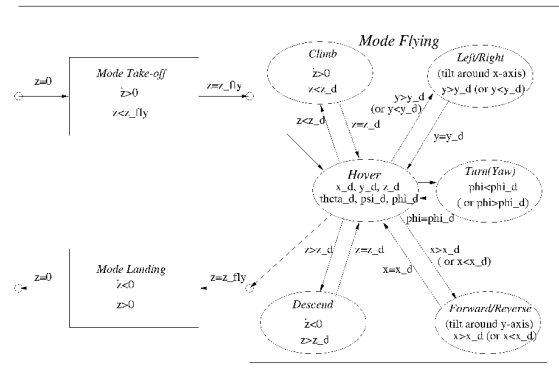 Mode Flying
z=0
Mode Take-off
ż>0
z<z_fly
z=z_fly
Climb
ż>0
z<z_d
Left/Right
(tilt around x-axis)
y>y_d (or y<y_d)
y>y_d
(or y<y_d)
z<z_d
z=z_d
y=y_d
Hover
x_d, y_d, z_d
theta_d, psi_d, phi_d
Turn(Yaw)
phi<phi_d
( or phi>phi_d)
phi=phi_d
z=0
Mode Landing
ż<0
z>0
z=z_fly
z>z_d
z=z_d
x=x_d
x>x_d
( or x<x_d)
Descend
ż<0
z>z_d
Forward/Reverse
(tilt around y-axis)
x>x_d (or x<x_d)